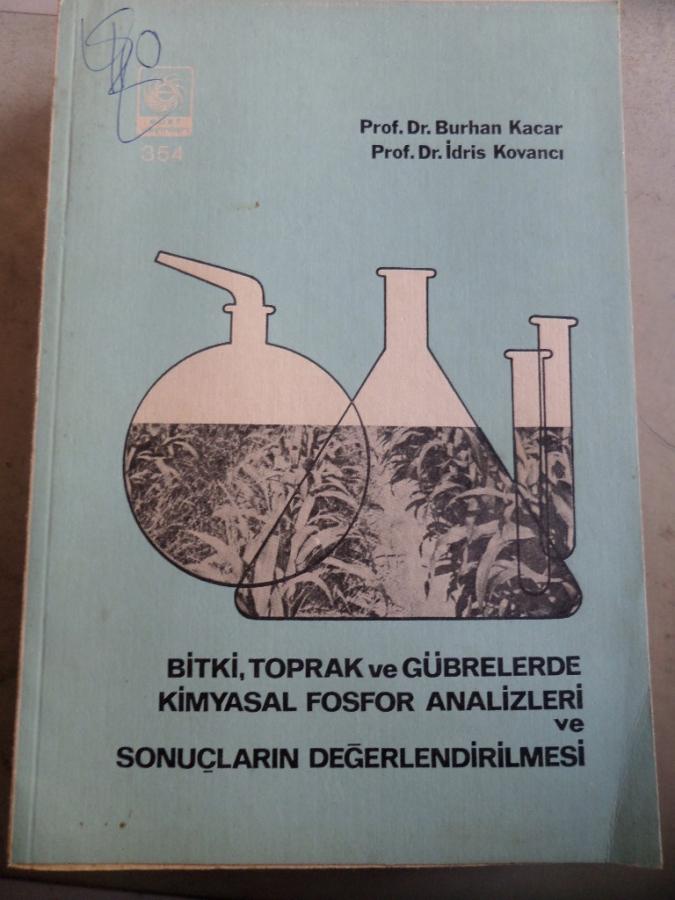 354
Prof. Dr. Burhan Kacar
Prof. Dr. İdris Kovancı
BİTKİ, TOPRAK ve GÜBRELERDE
KİMYASAL FOSFOR ANALİZLERİ
ve
SONUÇLARIN DEĞERLENDİRİLMESİ